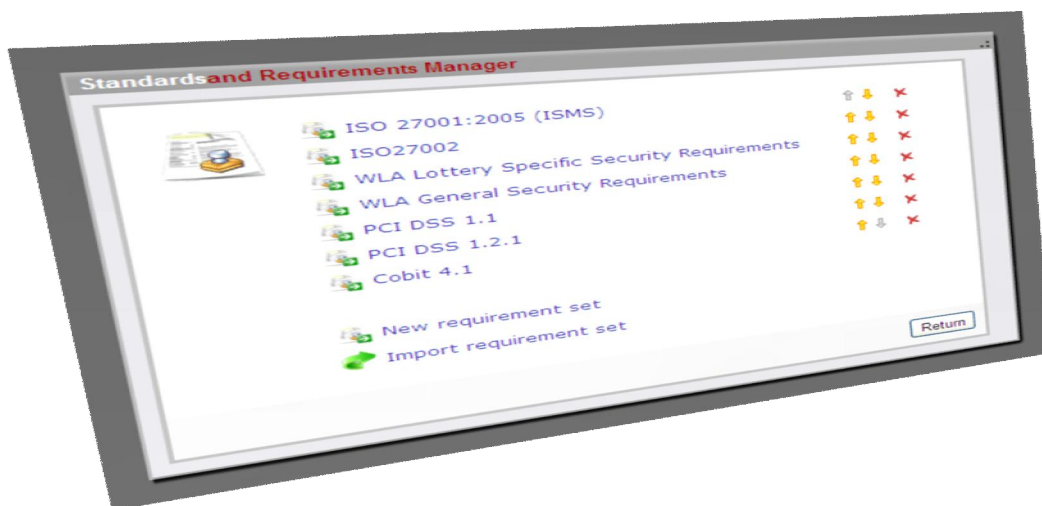 Standardsand Requirements Manager
ISO 27001:2005 (ISMS)
ISO27002
WLA Lottery Specific Security Requirements
WLA General Security Requirements
PCI DSS 1.1
PCI DSS 1.2.1
Cobit 4.1
New requirement set
Import requirement set
Return